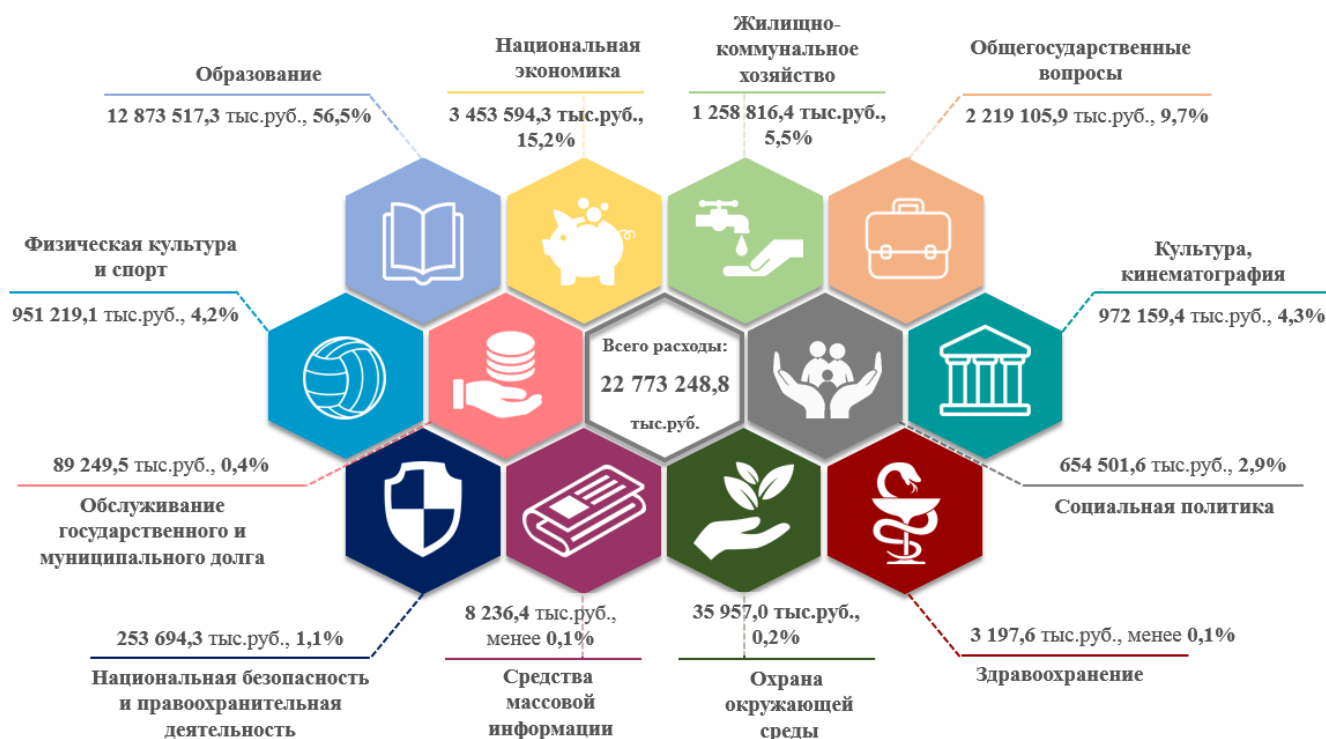 Образование
12 873 517,3 тыс.руб., 56,5%
Национальная
экономика
3 453 594,3 тыс.руб.,
15,2%
Жилищно-
коммунальное
хозяйство
1 258 816,4 тыс.руб.,
5,5%
Общегосударственные
вопросы
2 219 105,9 тыс.руб., 9,7%
Физическая культура
и спорт
951 219,1 тыс.руб., 4,2%
Всего расходы:
22 773 248,8
тыс.руб.
Культура,
кинематография
972 159,4 тыс.руб., 4,3%
89 249,5 тыс.руб., 0,4%
Обслуживание
государственного и
муниципального долга
654 501,6 тыс.руб., 2,9%
Социальная политика
253 694,3 тыс.руб., 1,1%
Национальная безопасность
и правоохранительная
деятельность
8 236,4 тыс.руб.,
менее 0,1%
Средства
массовой
информации
35 957,0 тыс.руб.,
0,2%
Охрана
окружающей
среды
3 197,6 тыс.руб., менее 0,1%
Здравоохранение